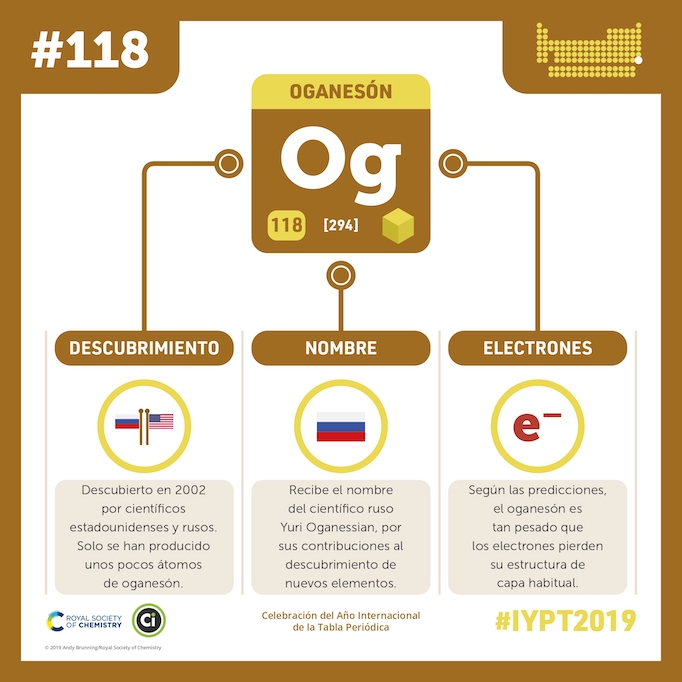 #118
OGANESÓN
Og
118
[294]
DESCUBRIMIENTO
Descubierto en 2002
por científicos
estadounidenses y rusos.
Solo se han producido
unos pocos átomos
de oganesón.
NOMBRE
Recibe el nombre
del científico ruso
Yuri Oganessian, por
sus contribuciones al
descubrimiento de
nuevos elementos.
ELECTRONES
e−
Según las predicciones,
el oganesón es
tan pesado que
los electrones pierden
su estructura de
capa habitual.
ROYAL SOCIETY
OF CHEMISTRY
Ci
Celebración del Año Internacional
de la Tabla Periódica
#IYPT2019
© 2019 Andy Brunning/Royal Society of Chemistry